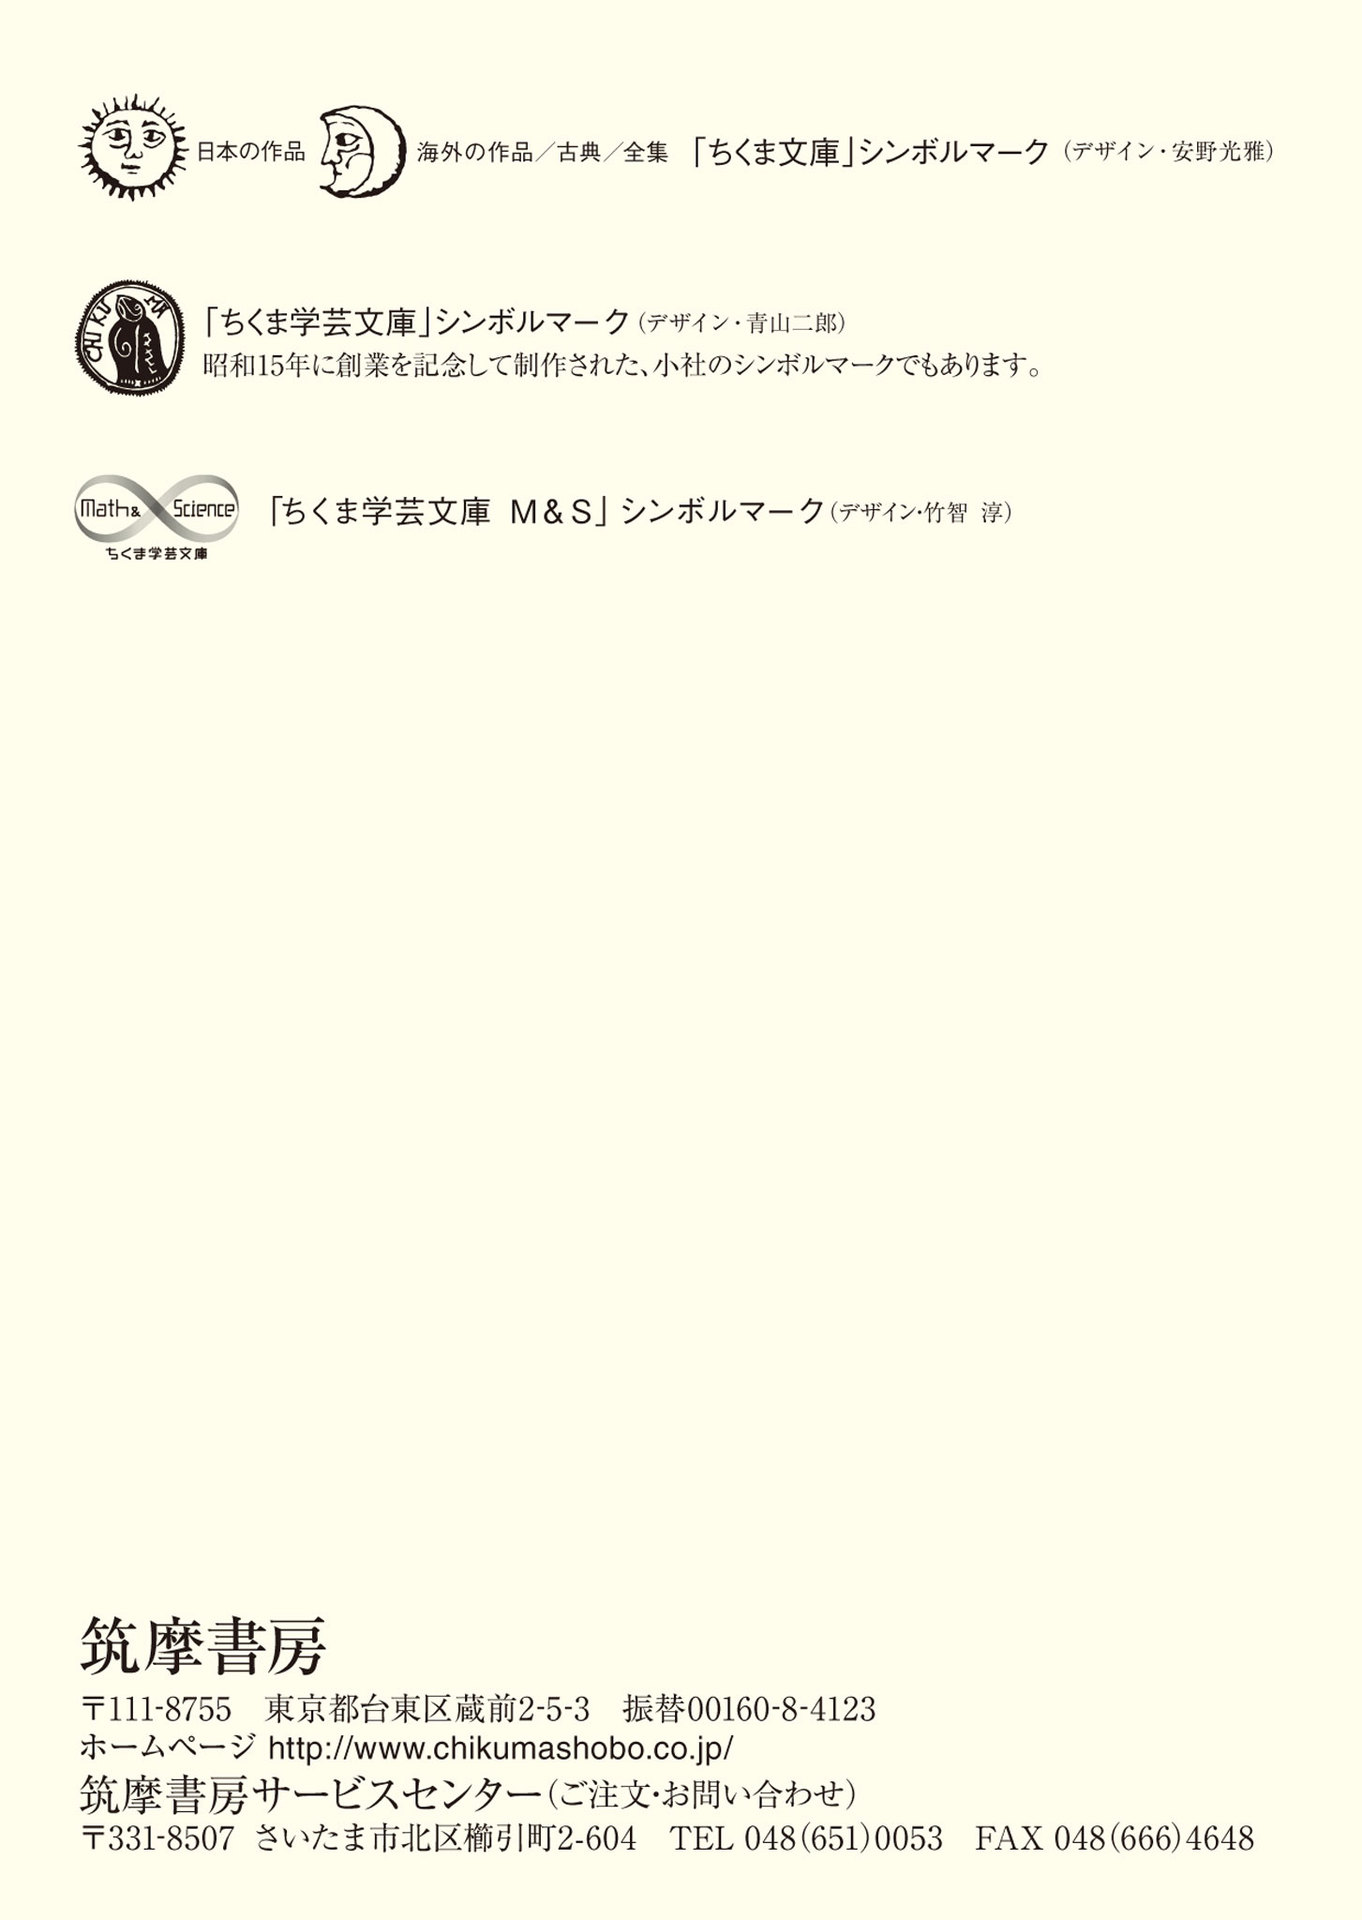 日本の作品 海外の作品／古典／全集 「ちくま文庫」シンボルマーク（デザイン・安野光雅）
CHIKUMA
「ちくま学芸文庫」シンボルマーク（デザイン・青山二郎）
昭和15年に創業を記念して制作された、小社のシンボルマークでもあります。
Math& Science
ちくま学芸文庫
「ちくま学芸文庫 M&S」シンボルマーク（デザイン・竹智 淳）
筑摩書房
〒111-8755 東京都台東区蔵前2-5-3 振替00160-8-4123
ホームページ http://www.chikumashobo.co.jp/
筑摩書房サービスセンター（ご注文・お問い合わせ）
〒331-8507 さいたま市北区櫛引町2-604 TEL 048（651）0053 FAX 048（666）4648